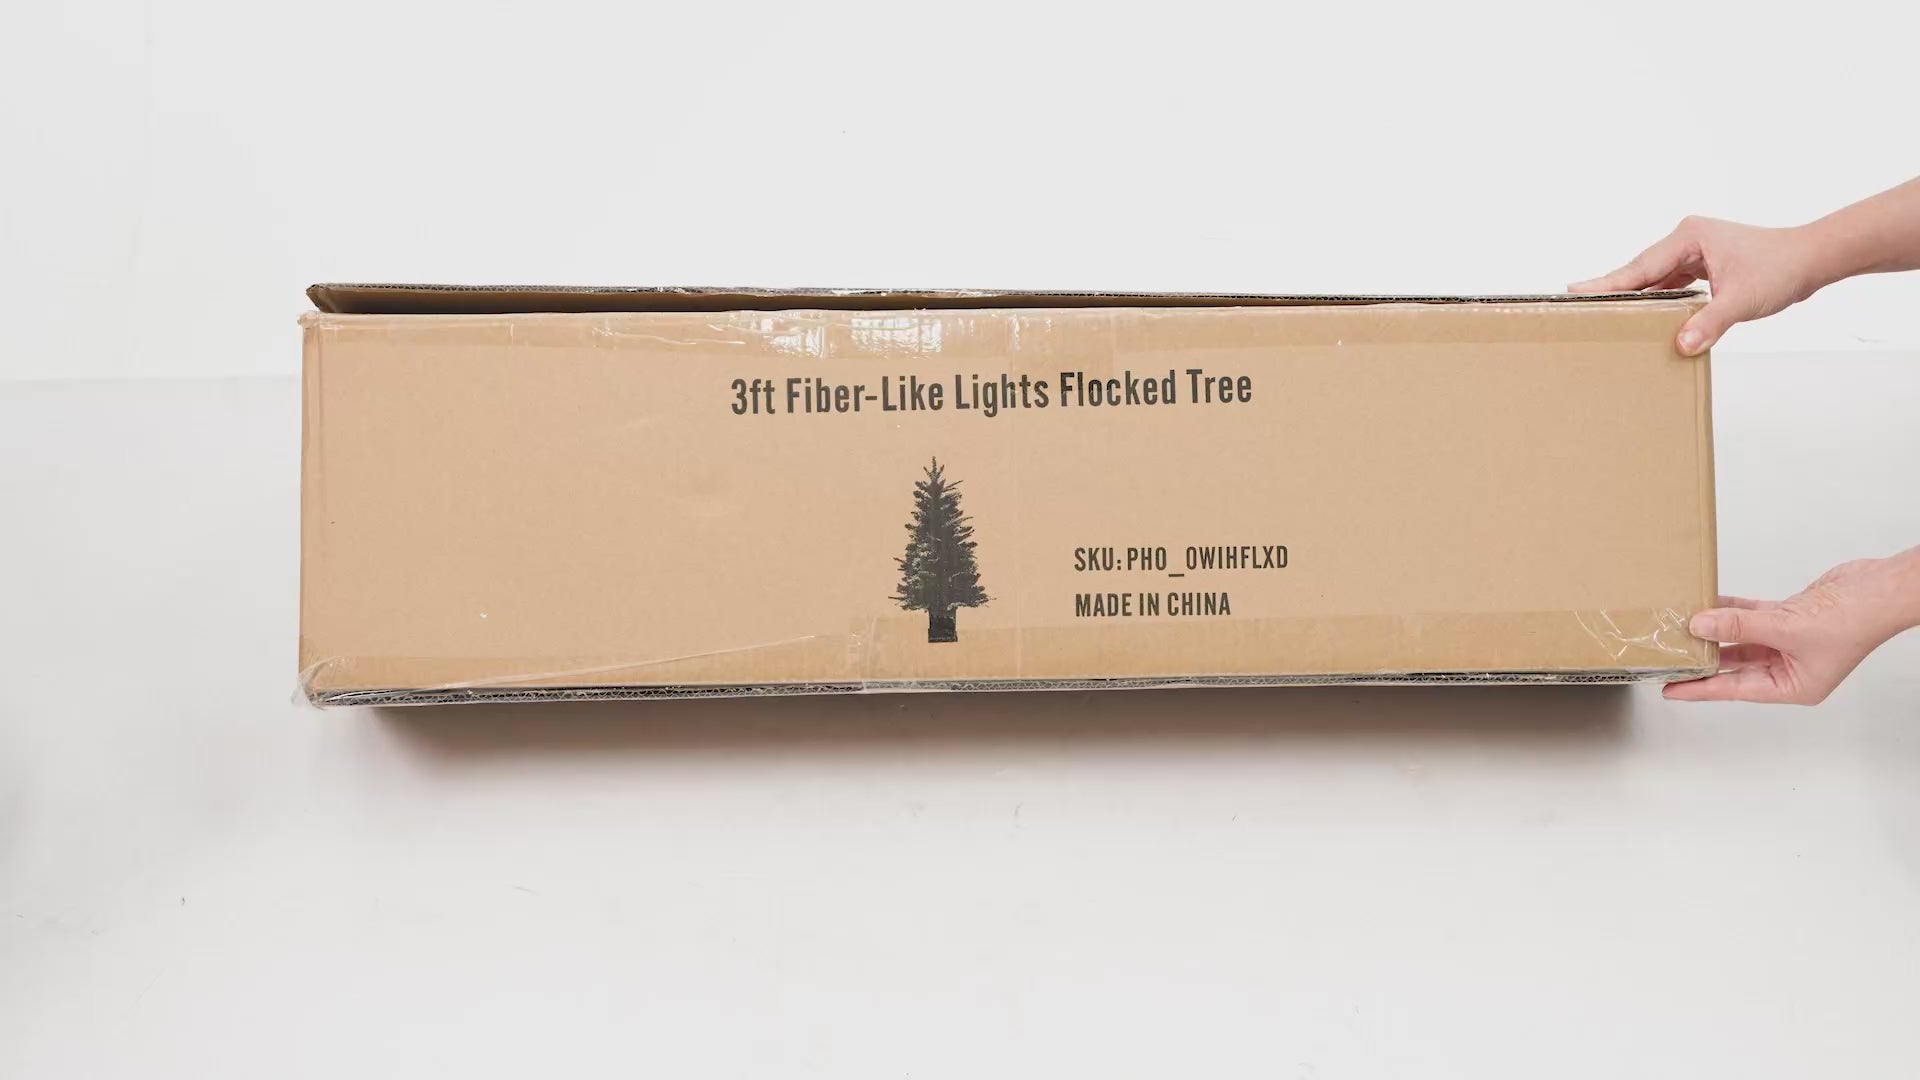 3ft Fiber-Like Lights Flocked Tree
SKU: PHO_OWIHFLXD
MADE IN CHINA